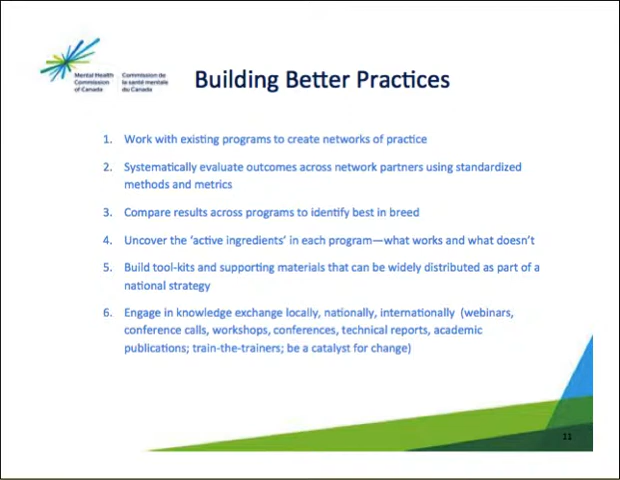 Mental Health Commission de
Commission la santé mentale
of Canada du Canada
Building Better Practices
1. Work with existing programs to create networks of practice
2. Systematically evaluate outcomes across network partners using standardized
methods and metrics
3. Compare results across programs to identify best in breed
4. Uncover the ‘active ingredients’ in each program—what works and what doesn’t
5. Build tool-kits and supporting materials that can be widely distributed as part of a
national strategy
6. Engage in knowledge exchange locally, nationally, internationally (webinars,
conference calls, workshops, conferences, technical reports, academic
publications; train-the-trainers; be a catalyst for change)
11